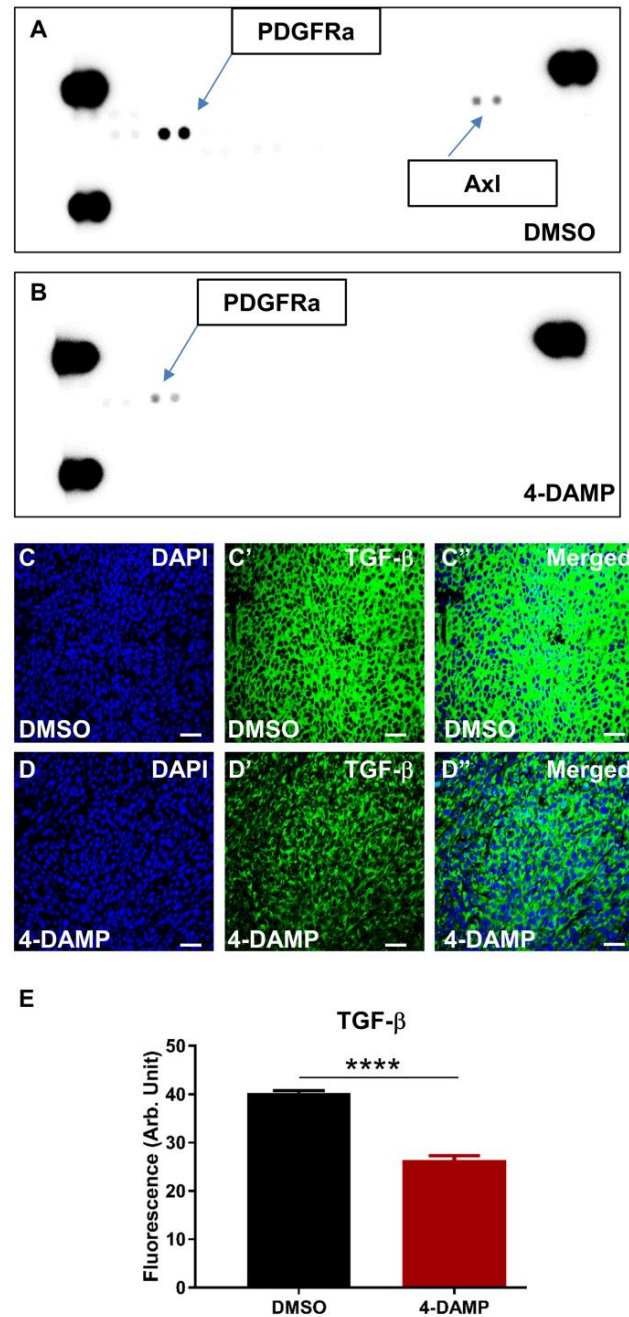 A
PDGFRa
Axl
DMSO
B
PDGFRa
4-DAMP
C DAPI
DMSO
C' TGF-β
DMSO
C" Merged
DMSO
D DAPI
4-DAMP
D' TGF-β
4-DAMP
D" Merged
4-DAMP
E
TGF-β
Fluorescence (Arb. Unit)
50
40
30
20
10
0
****
DMSO 4-DAMP